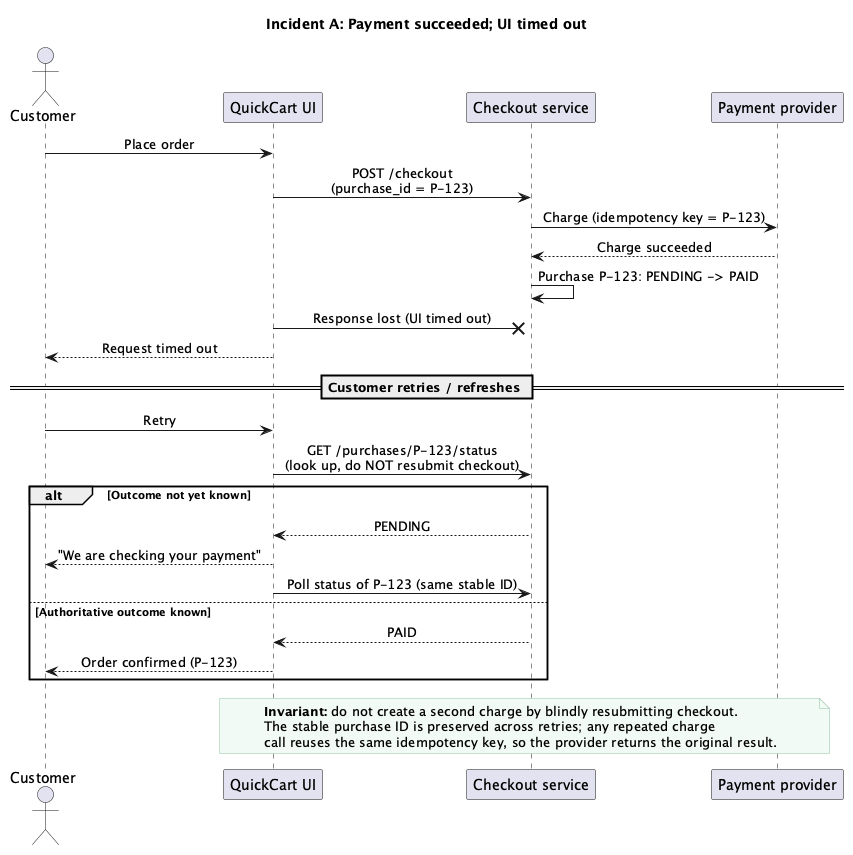 Incident A: Payment succeeded; UI timed out
Customer
QuickCart UI
Checkout service
Payment provider
Place order
POST /checkout
(purchase_id = P-123)
Charge (idempotency key = P-123)
Charge succeeded
Purchase P-123: PENDING -> PAID
Response lost (UI timed out)
Request timed out
Customer retries / refreshes
Retry
GET /purchases/P-123/status
(look up, do NOT resubmit checkout)
alt
[Outcome not yet known]
PENDING
"We are checking your payment"
Poll status of P-123 (same stable ID)
[Authoritative outcome known]
PAID
Order confirmed (P-123)
Invariant: do not create a second charge by blindly resubmitting checkout.
The stable purchase ID is preserved across retries; any repeated charge
call reuses the same idempotency key, so the provider returns the original result.
Customer
QuickCart UI
Checkout service
Payment provider